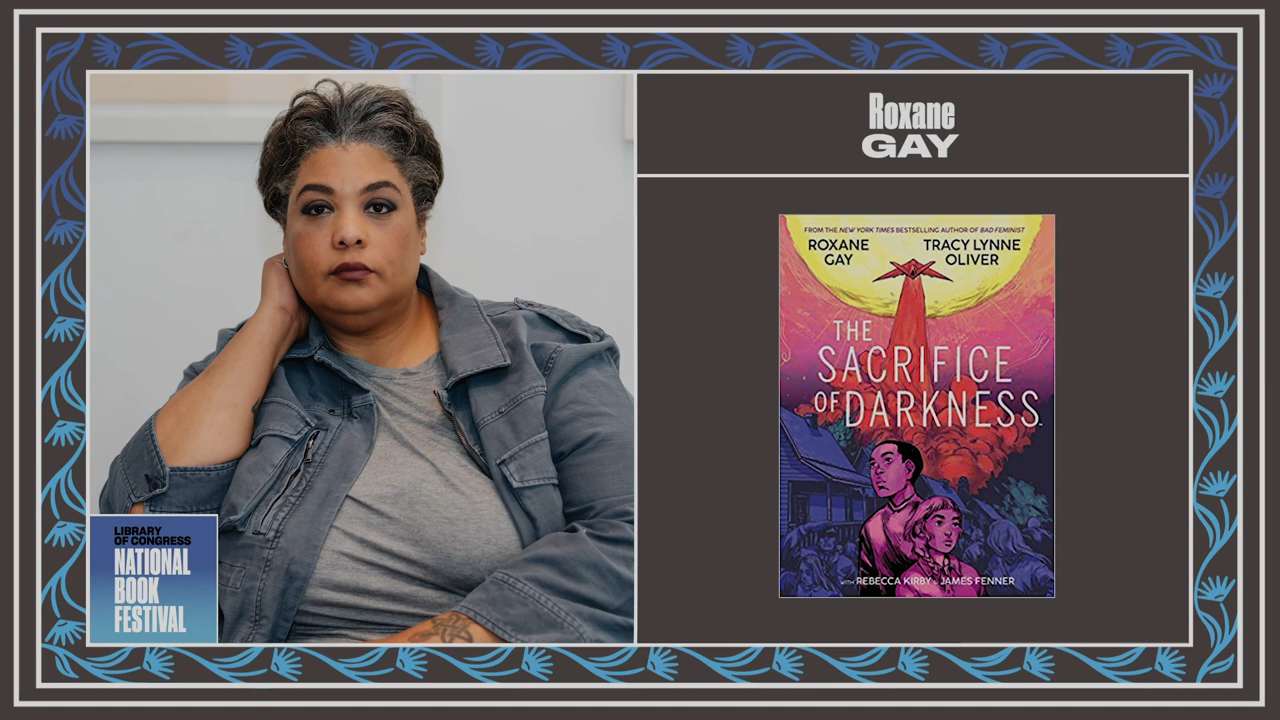 Roxane
GAY
FROM THE NEW YORK TIMES BESTSELLING AUTHOR OF BAD FEMINIST
ROXANE
GAY
TRACY LYNNE
OLIVER
THE
SACRIFICE
OF DARKNESS
WITH REBECCA KIRBY & JAMES FENNER
LIBRARY
OF CONGRESS
NATIONAL
BOOK
FESTIVAL